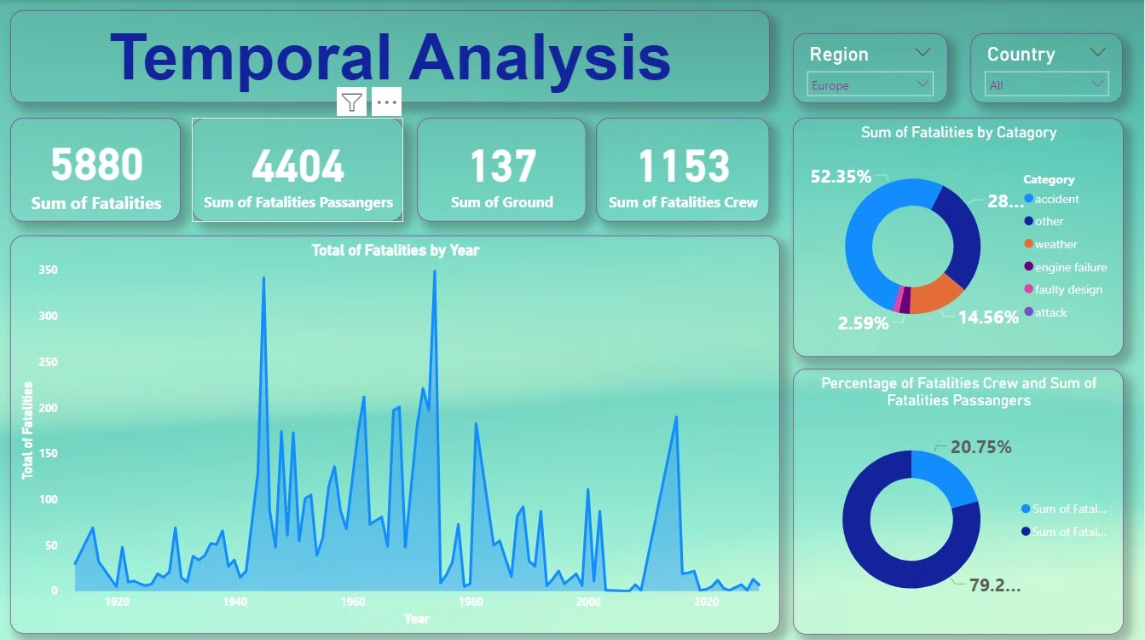 Temporal Analysis
Region
Europe
Country
All
5880
Sum of Fatalities
4404
Sum of Fatalities Passangers
137
Sum of Ground
1153
Sum of Fatalities Crew
Total of Fatalities by Year
350
300
250
200
150
100
50
0
Total of Fatalities
1920
1940
1960
1980
2000
2020
Year
Sum of Fatalities by Catagory
52.35%
28...
14.56%
2.59%
Category
accident
other
weather
engine failure
faulty design
attack
Percentage of Fatalities Crew and Sum of
Fatalities Passangers
20.75%
79.2...
Sum of Fatal...
Sum of Fatal...